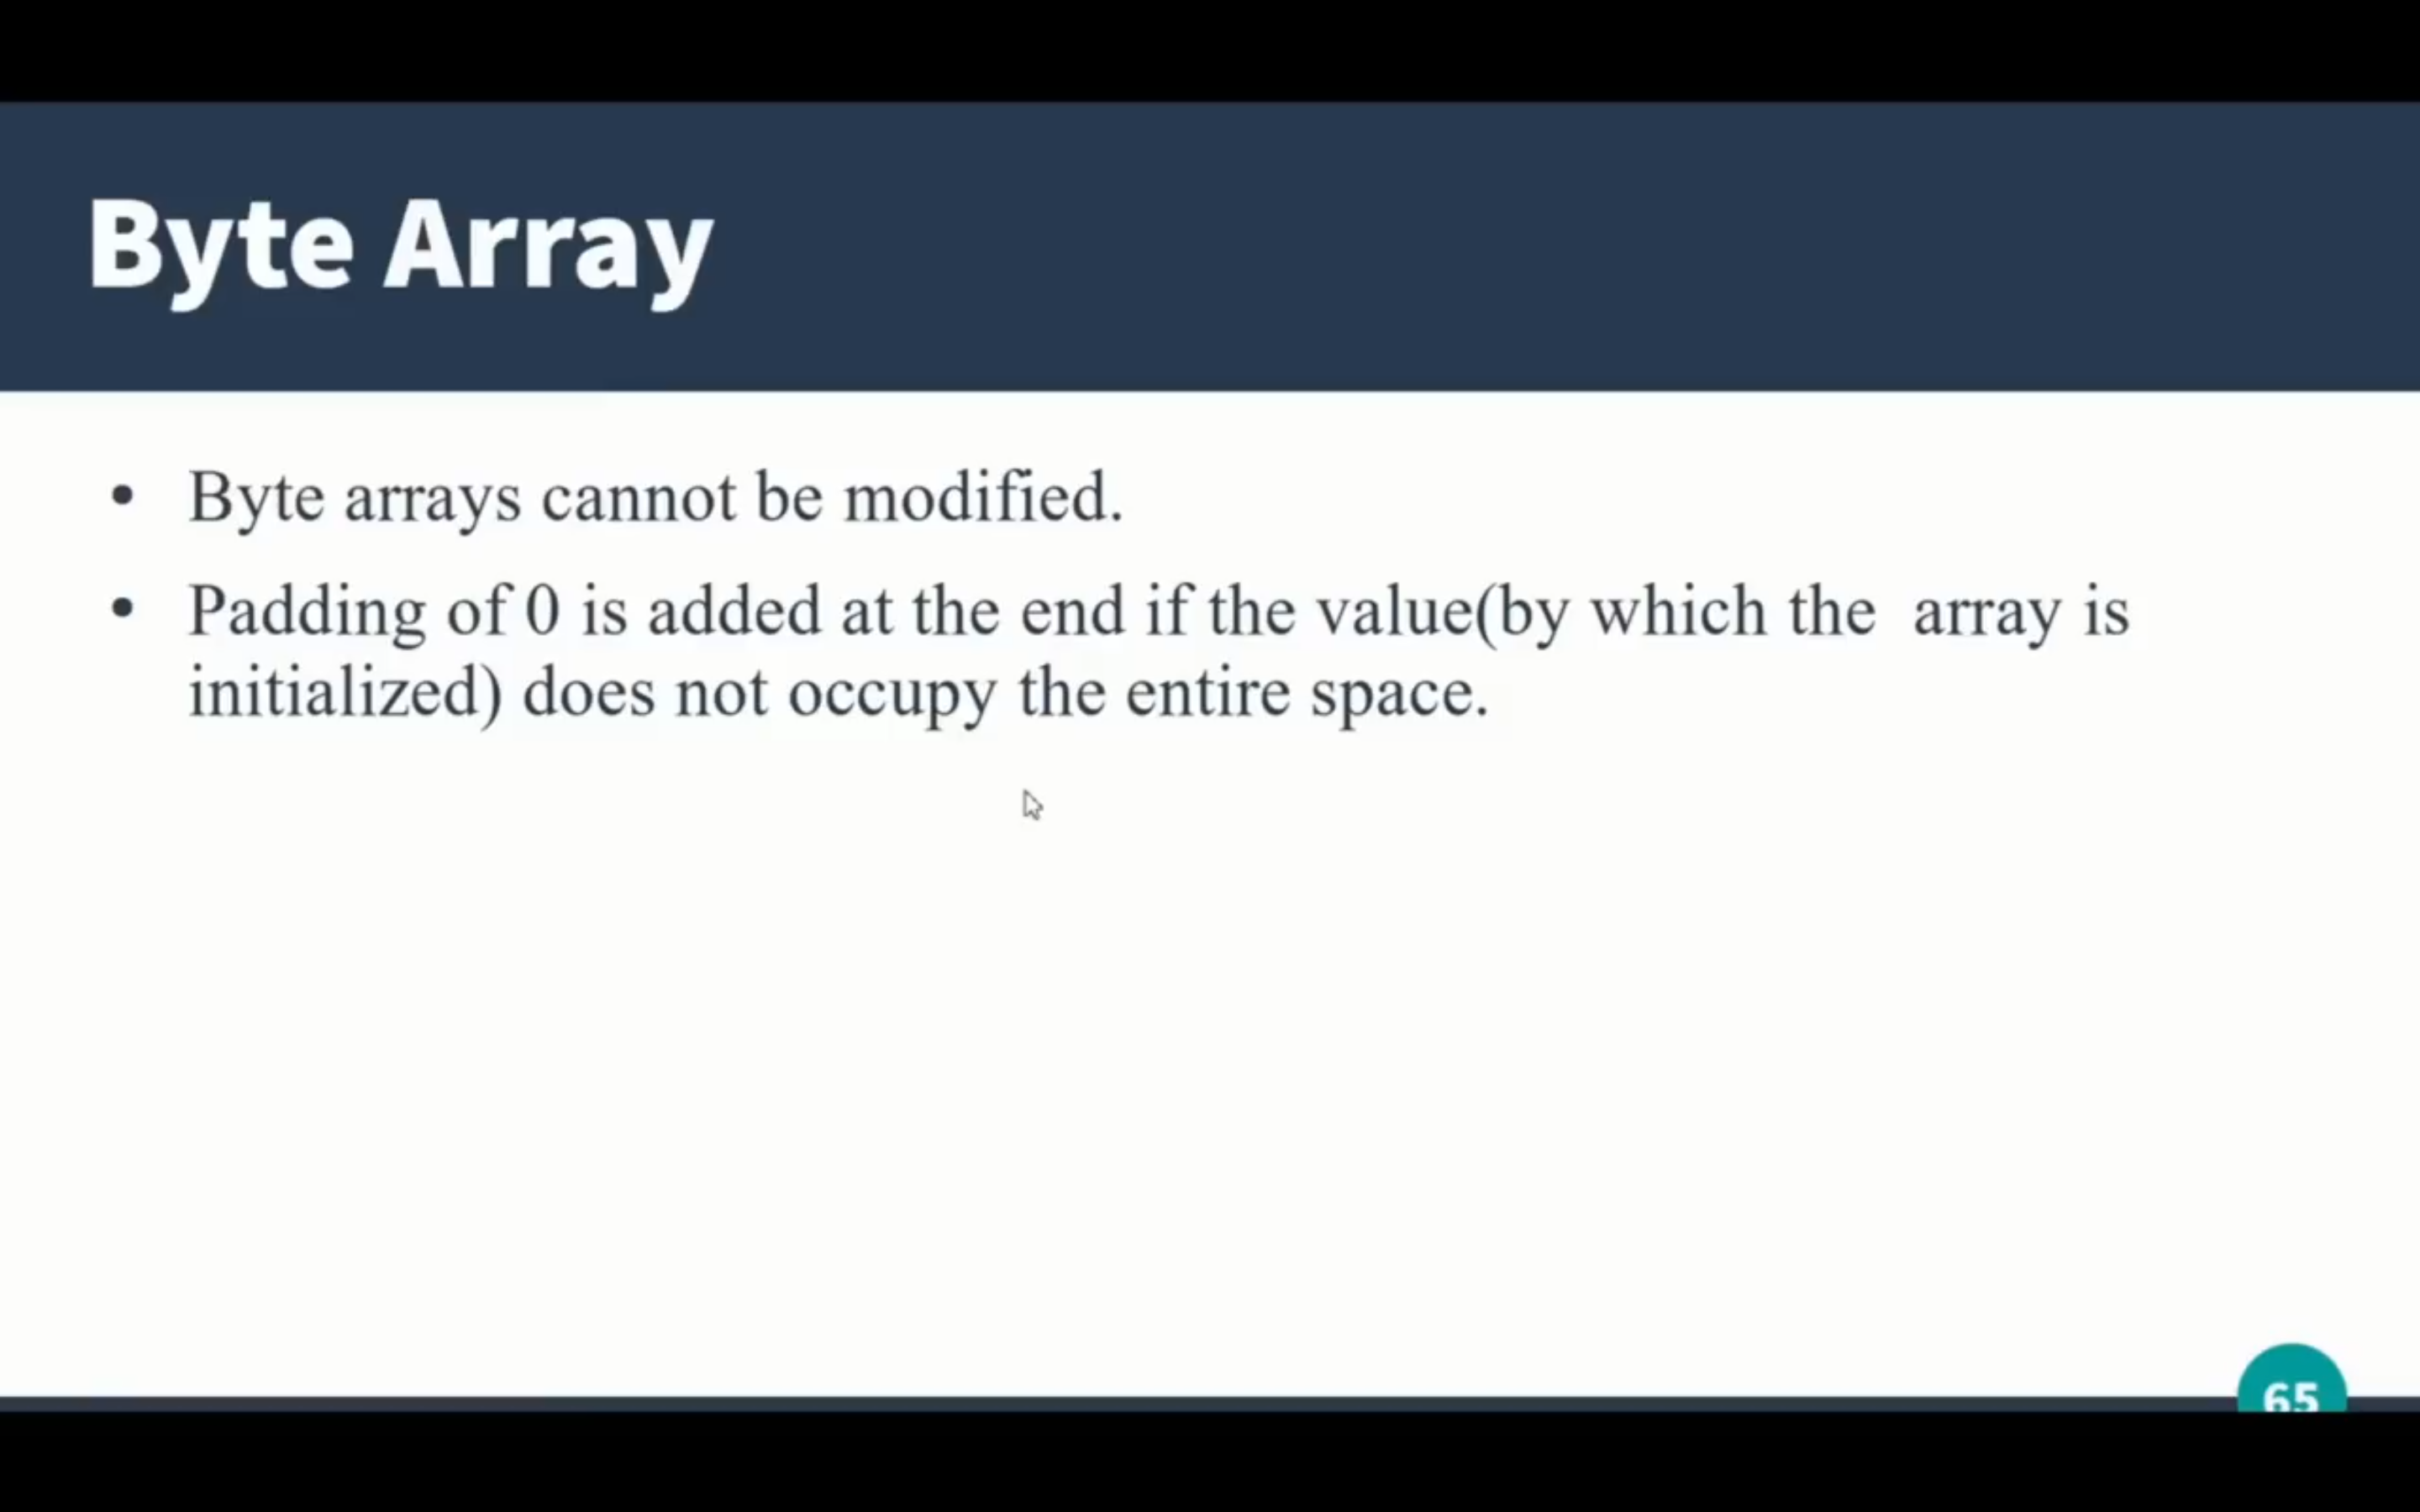 Byte Array
• Byte arrays cannot be modified.
• Padding of 0 is added at the end if the value(by which the  array is
initialized) does not occupy the entire space.
65